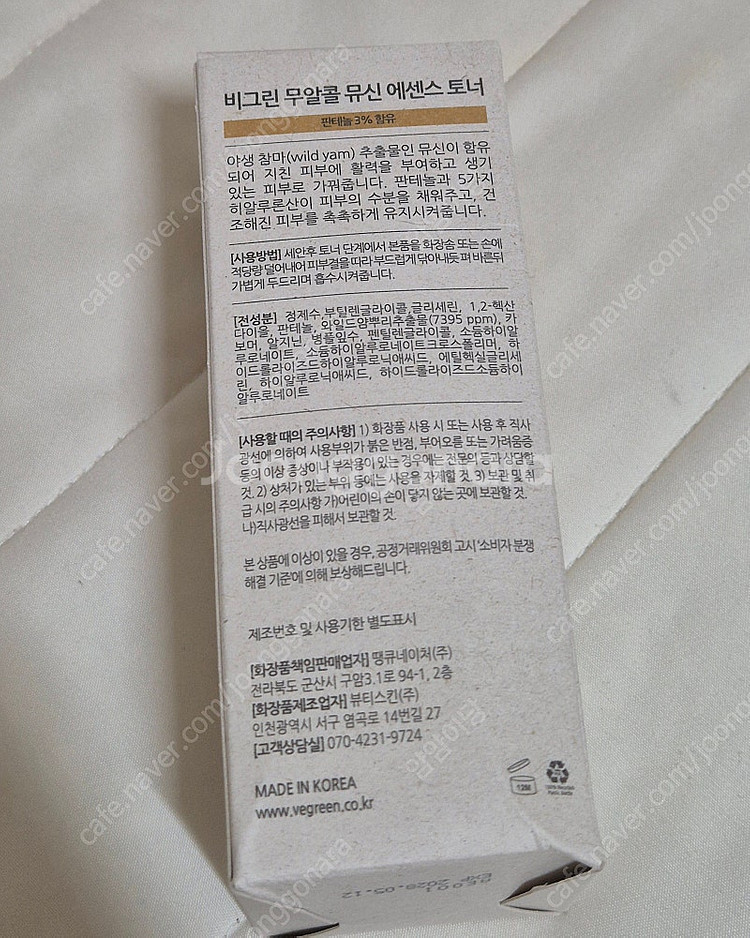 비그린 무알콜 뮤신 에센스 토너
판테놀 3% 함유
야생 참마(wild yam) 추출물인 뮤신이 함유
되어 지친 피부에 활력을 부여하고 생기
있는 피부로 가꿔줍니다. 판테놀과 5가지
히알루론산이 피부의 수분을 채워주고, 건
조해진 피부를 촉촉하게 유지시켜줍니다.
[사용방법] 세안후 토너 단계에서 본품을 화장솜 또는 손에
적당량 덜어내어 피부결을 따라 부드럽게 닦아내듯 펴 바른뒤
가볍게 두드리며 흡수시켜줍니다.
[전성분] 정제수,부틸렌글라이콜,글리세린, 1,2-헥산
다이올, 판테놀, 와일드얌뿌리추출물(7395 ppm), 카
보머, 알지닌, 병풀잎수, 펜틸렌글라이콜, 소듐하이알
루로네이트, 소듐하이알루로네이트크로스폴리머, 하
이드롤라이즈드하이알루로닉애씨드, 에틸헥실글리세
린, 하이알루로닉애씨드, 하이드롤라이즈드소듐하이
알루로네이트
[사용할 때의 주의사항] 1) 화장품 사용 시 또는 사용 후 직사
광선에 의하여 사용부위가 붉은 반점, 부어오름 또는 가려움증
등의 이상 증상이나 부작용이 있는 경우에는 전문의 등과 상담할
것. 2) 상처가 있는 부위 등에는 사용을 자제할 것. 3) 보관 및 취
급 시의 주의사항 가)어린이의 손이 닿지 않는 곳에 보관할 것.
나)직사광선을 피해서 보관할 것.
본 상품에 이상이 있을 경우, 공정거래위원회 고시 '소비자 분쟁
해결 기준'에 의해 보상해드립니다.
제조번호 및 사용기한 별도표시
[화장품책임판매업자] 땡큐네이처(주)
전라북도 군산시 구암3.1로 94-1, 2층
[화장품제조업자] 뷰티스킨(주)
인천광역시 서구 염곡로 14번길 27
[고객상담실] 070-4231-9724
MADE IN KOREA
www.vegreen.co.kr
12M
EXP 2028.05.12
cafe.naver.com/joonggonara
Joonggonara